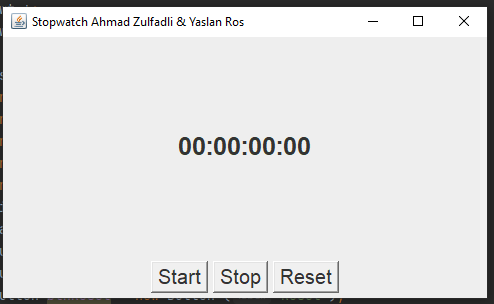 Stopwatch Ahmad Zulfadli & Yaslan Ros
00:00:00:00
Start Stop Reset